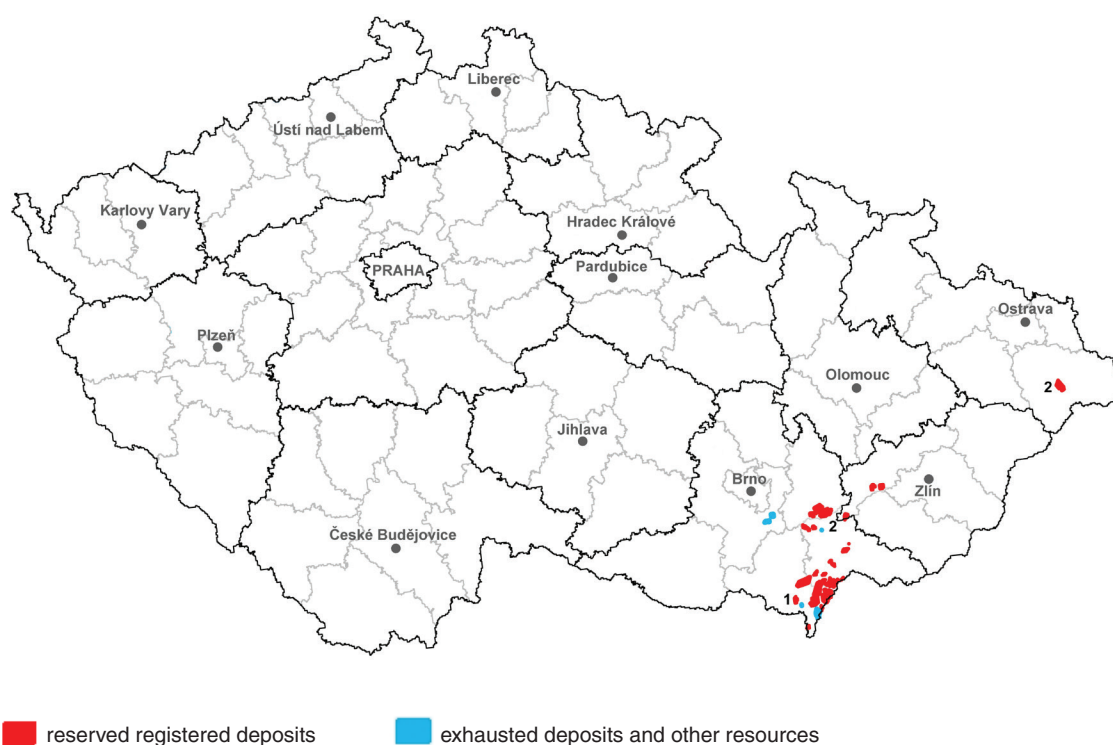 Liberec
Ústí nad Labem
Karlovy Vary
Hradec Králové
PRAHA
Pardubice
Ostrava
Plzeň
Olomouc
2
Jihlava
Brno
Zlín
2
České Budějovice
1
reserved registered deposits
exhausted deposits and other resources